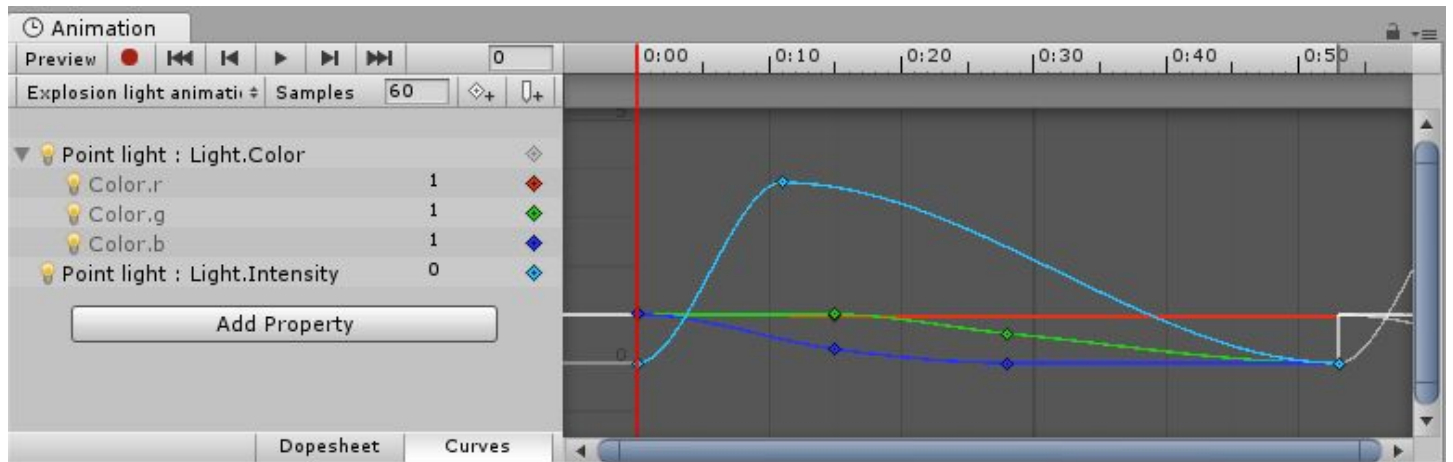 Animation
Preview 0 0:00 0:10 0:20 0:30 0:40 0:50
Explosion light animati Samples 60
5
Point light : Light.Color
Color.r 1
Color.g 1
Color.b 1
Point light : Light.Intensity 0
Add Property
0
Dopesheet Curves